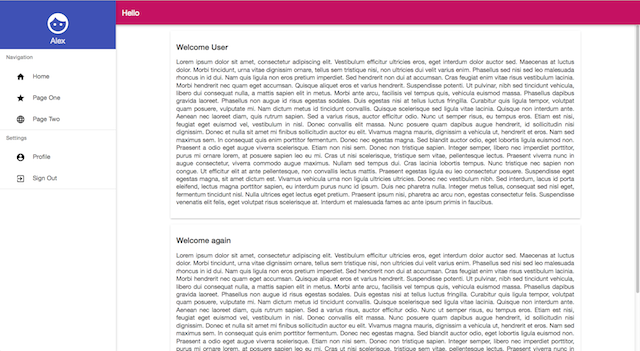 Hello
Alex
Navigation
Home
Page One
Page Two
Settings
Profile
Sign Out
Welcome User
Lorem ipsum dolor sit amet, consectetur adipiscing elit. Vestibulum efficitur ultricies eros, eget interdum enim dolor auctor sed. Maecenas at luctus
dolor. Morbi tincidunt, urna vitae dignissim ornare, tellus sem tristique nisi, non ultricies dui velit varius enim. Phasellus sed nisi sed leo malesuada
rhoncus in id dui. Nam quis ligula non eros pretium imperdiet. Sed hendrerit non dui at accumsan. Cras feugiat enim vitae risus vestibulum lacinia.
Morbi hendrerit nec quam eget accumsan. Quisque aliquet eros et varius hendrerit. Suspendisse potenti. Ut pulvinar, nibh sed tincidunt vehicula,
libero dui consequat nulla, a mattis sapien elit in metus. Morbi ante arcu, facilisis vel tempus quis, vehicula euismod massa. Phasellus dapibus
gravida laoreet. Phasellus non augue id risus egestas sodales. Duis egestas nisi at tellus luctus fringilla. Curabitur quis ligula tempor, volutpat
quam posuere, vulputate mi. Nam dictum metus id tincidunt convallis. Quisque scelerisque sed ligula vitae lacinia. Quisque non interdum ante.
Aenean nec laoreet diam, quis rutrum sapien. Sed a varius risus, auctor efficitur odio. Nunc ut semper risus, eu tempus eros. Etiam est nisi,
feugiat eget euismod vel, vestibulum in nisl. Donec convallis elit massa. Nunc posuere quam dapibus augue hendrerit, id sollicitudin nisi
dignissim. Donec et nulla sit amet mi finibus sollicitudin auctor eu elit. Vivamus magna mauris, dignissim a vehicula ut, hendrerit et eros. Nam sed
maximus sem. In consequat quis enim porttitor fermentum. Donec nec magna ante. Sed blandit auctor odio, eget lobortis ligula euismod non.
Praesent a odio eget augue viverra scelerisque. Etiam non nisi sem. Donec non tristique sapien. Integer semper, libero nec imperdiet porttitor,
purus mi ornare lorem, at posuere sapien leo eu mi. Cras ut nisi scelerisque, tristique sem vitae, pellentesque lectus. Praesent viverra nunc in
augue consectetur, viverra commodo augue maximus. Nullam sed tempus dui. Cras lacinia lobortis tempus. Nunc tristique nec sapien non
congue. Ut efficitur elit at ante pellentesque, non convallis lectus mattis. Praesent egestas ligula eu leo consectetur posuere. Suspendisse eget
egestas magna, sit amet dictum est. Vivamus vehicula urna non ligula ultricies ultricies. Donec nec vestibulum nibh. Sed interdum, lacus id porta
eleifend, lectus magna porttitor sapien, eu interdum purus nunc id ipsum. Duis nec pharetra nulla. Integer metus tellus, consequat sed nisl eget,
fermentum tincidunt nisl. Nulla ultrices eget lectus eget pretium. Praesent ipsum nisi, pharetra ac arcu non, egestas consectetur felis. Suspendisse
venenatis elit felis, eget volutpat risus scelerisque at. Interdum et malesuada fames ac ante ipsum primis in faucibus.
Welcome again
Lorem ipsum dolor sit amet, consectetur adipiscing elit. Vestibulum efficitur ultricies eros, eget interdum enim dolor auctor sed. Maecenas at luctus
dolor. Morbi tincidunt, urna vitae dignissim ornare, tellus sem tristique nisi, non ultricies dui velit varius enim. Phasellus sed nisi sed leo malesuada
rhoncus in id dui. Nam quis ligula non eros pretium imperdiet. Sed hendrerit non dui at accumsan. Cras feugiat enim vitae risus vestibulum lacinia.
Morbi hendrerit nec quam eget accumsan. Quisque aliquet eros et varius hendrerit. Suspendisse potenti. Ut pulvinar, nibh sed tincidunt vehicula,
libero dui consequat nulla, a mattis sapien elit in metus. Morbi ante arcu, facilisis vel tempus quis, vehicula euismod massa. Phasellus dapibus
gravida laoreet. Phasellus non augue id risus egestas sodales. Duis egestas nisi at tellus luctus fringilla. Curabitur quis ligula tempor, volutpat
quam posuere, vulputate mi. Nam dictum metus id tincidunt convallis. Quisque scelerisque sed ligula vitae lacinia. Quisque non interdum ante.
Aenean nec laoreet diam, quis rutrum sapien. Sed a varius risus, auctor efficitur odio. Nunc ut semper risus, eu tempus eros. Etiam est nisi,
feugiat eget euismod vel, vestibulum in nisl. Donec convallis elit massa. Nunc posuere quam dapibus augue hendrerit, id sollicitudin nisi
dignissim. Donec et nulla sit amet mi finibus sollicitudin auctor eu elit. Vivamus magna mauris, dignissim a vehicula ut, hendrerit et eros. Nam sed
maximus sem. In consequat quis enim porttitor fermentum. Donec nec magna ante. Sed blandit auctor odio, eget lobortis ligula euismod non.
Praesent a odio eget augue viverra scelerisque. Etiam non nisi sem. Donec non tristique sapien. Integer semper, libero nec imperdiet porttitor,
purus mi ornare lorem, at posuere sapien leo eu mi. Cras ut nisi scelerisque, tristique sem vitae, pellentesque lectus. Praesent viverra nunc in